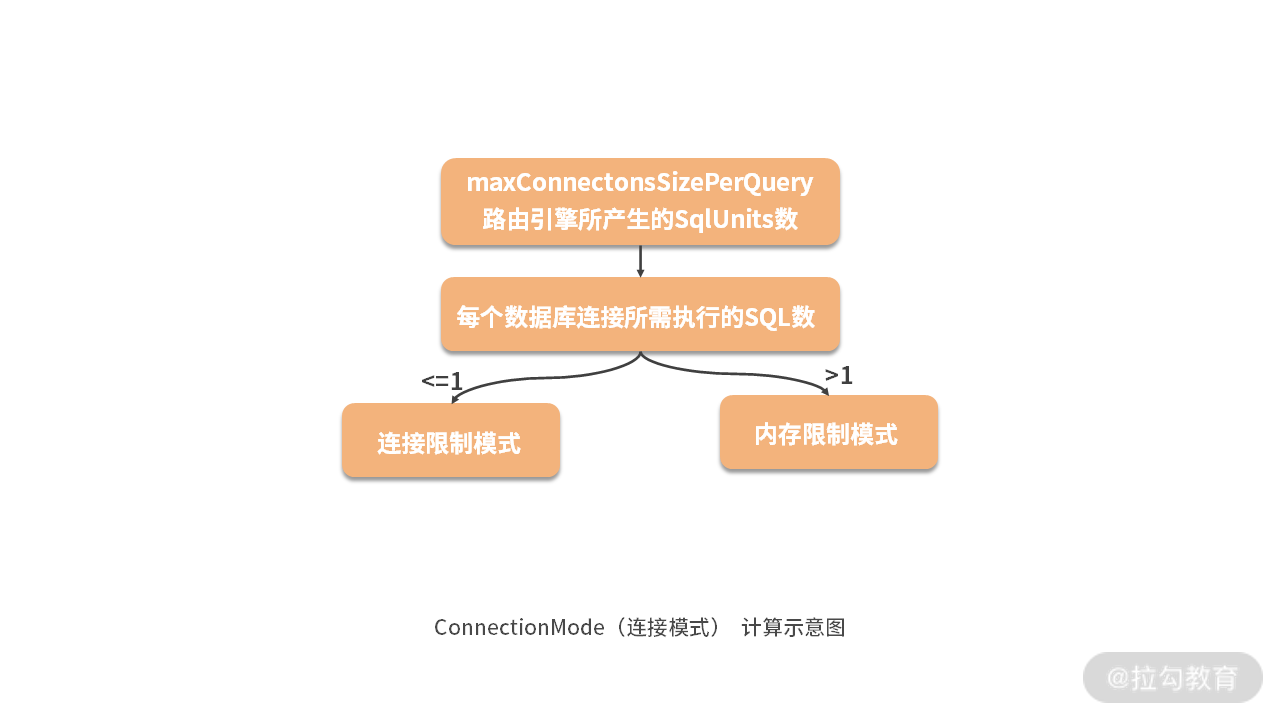 maxConnectonsSizePerQuery
路由引擎所产生的SqlUnits数
每个数据库连接所需执行的SQL数
<=1
>1
连接限制模式
内存限制模式
ConnectionMode（连接模式） 计算示意图
@拉勾教育